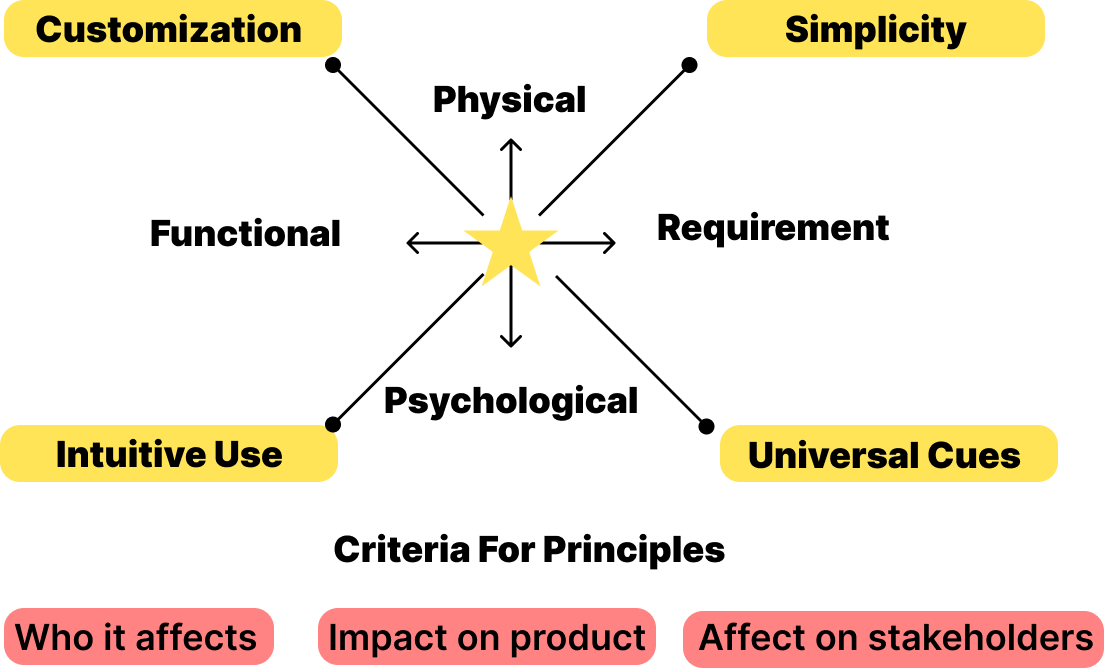 Customization
Simplicity
Physical
Functional
Requirement
Psychological
Intuitive Use
Universal Cues
Criteria For Principles
Who it affects
Impact on product
Affect on stakeholders